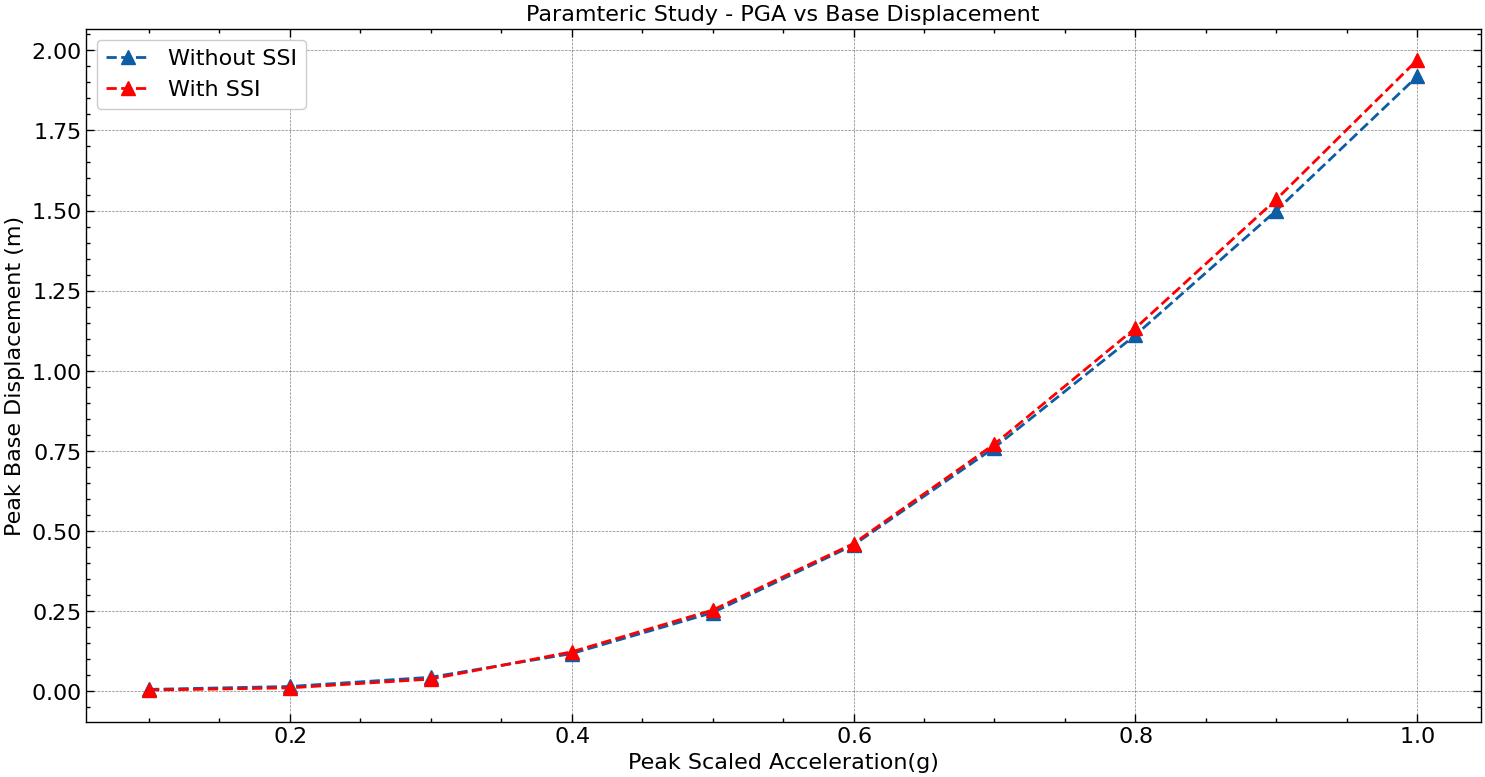 Paramteric Study - PGA vs Base Displacement
Without SSI
With SSI
Peak Base Displacement (m)
2.00
1.75
1.50
1.25
1.00
0.75
0.50
0.25
0.00
0.2
0.4
0.6
0.8
1.0
Peak Scaled Acceleration(g)